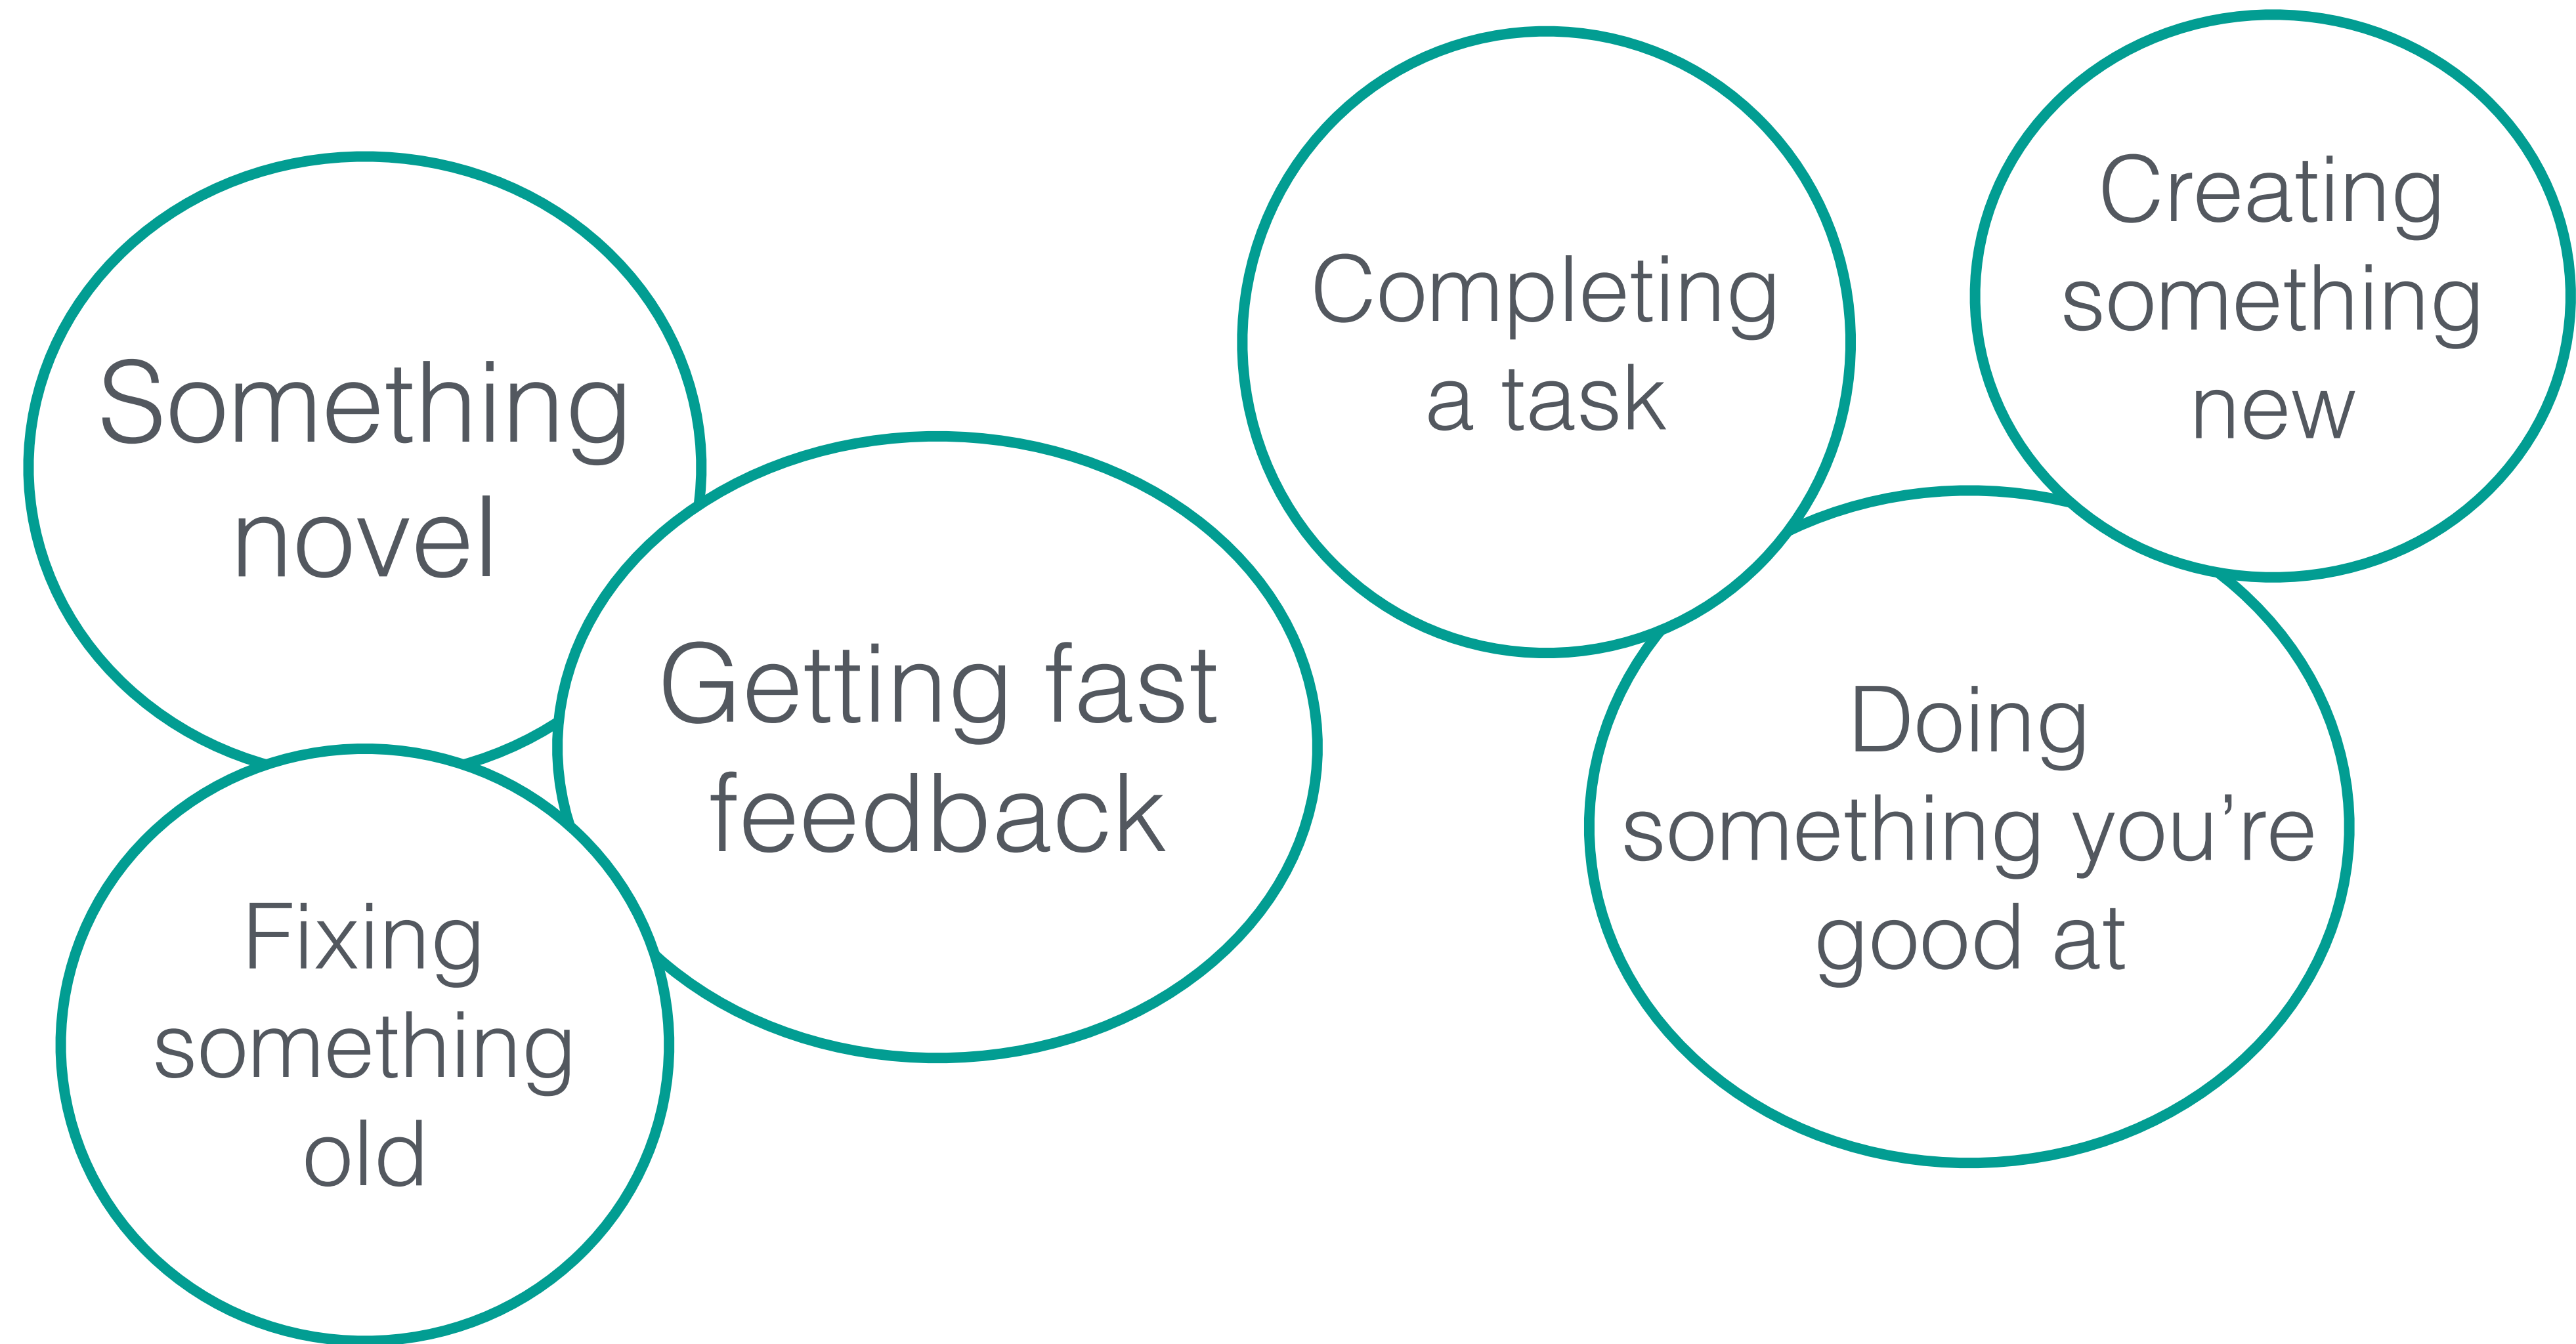 Something
novel
Getting fast
feedback
Fixing
something
old
Completing
a task
Creating
something
new
Doing
something you’re
good at